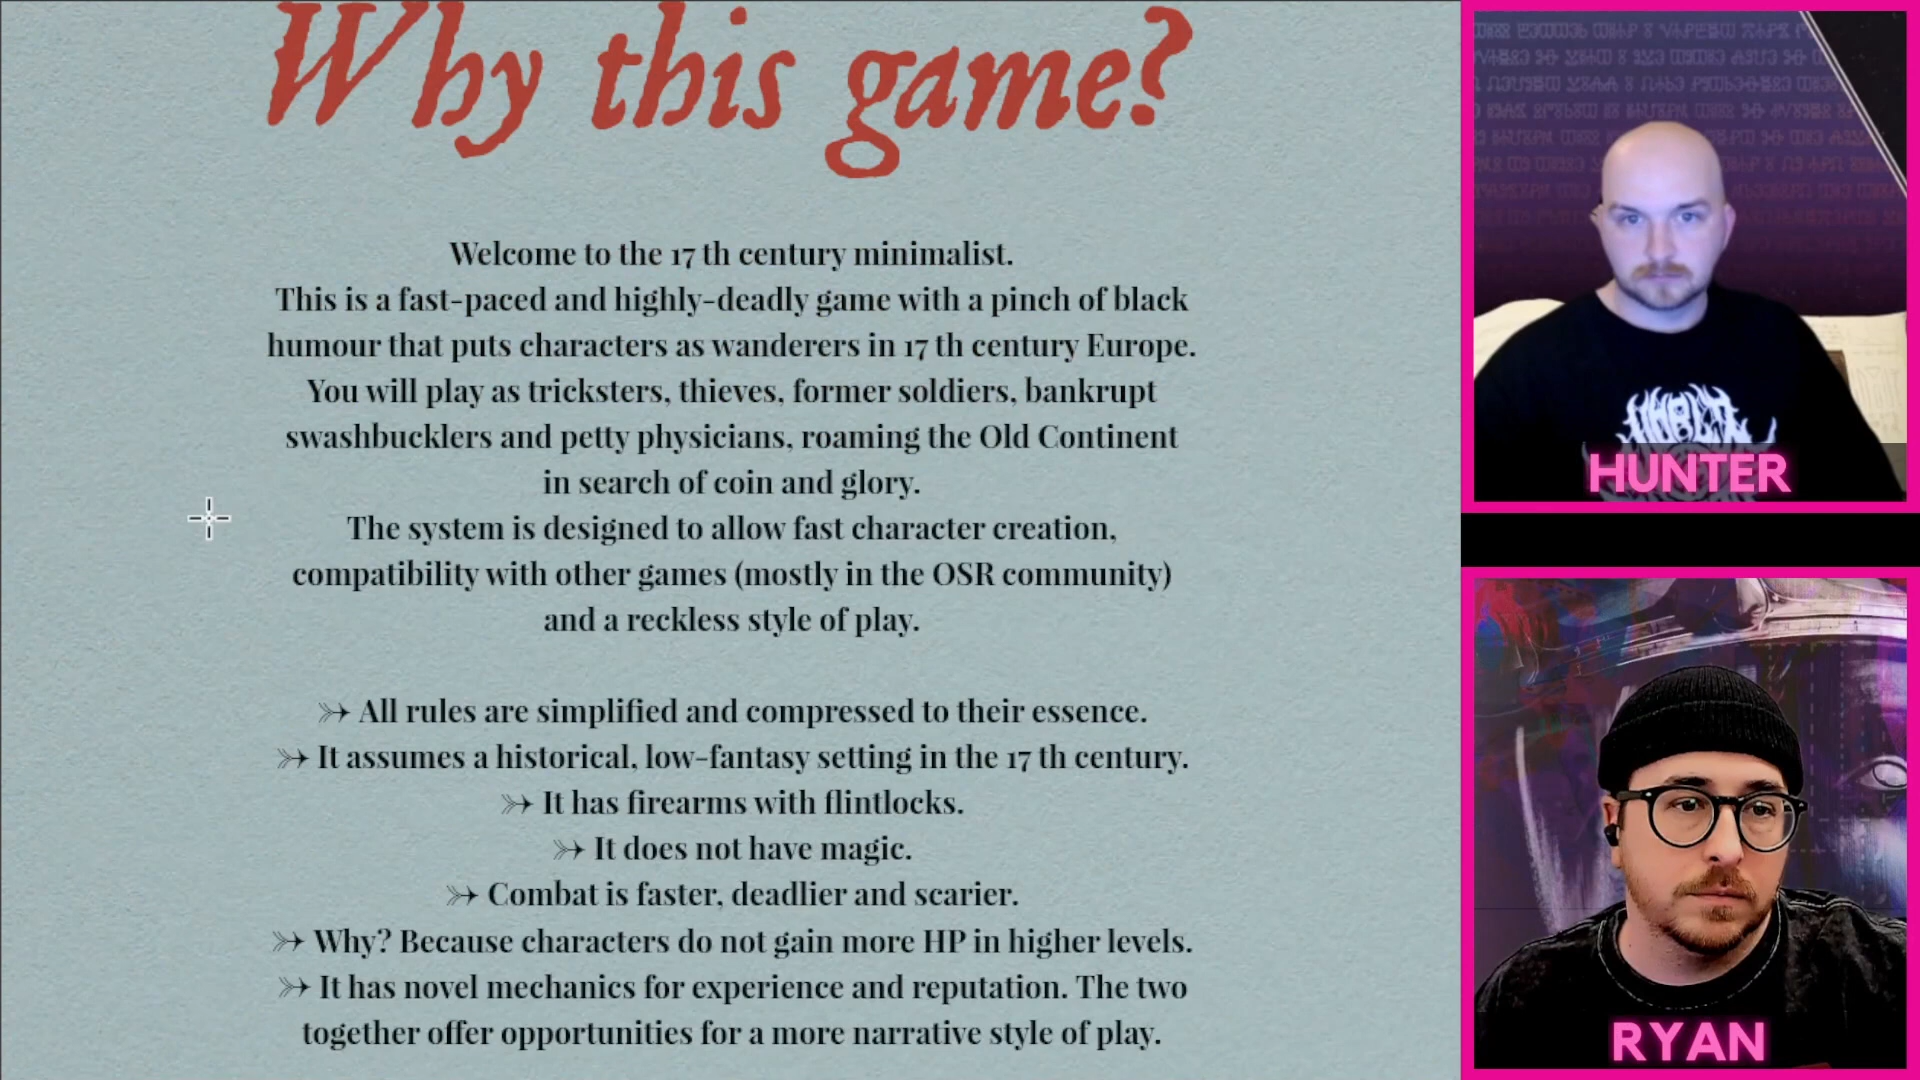 Why this game?
Welcome to the 17 th century minimalist.
This is a fast-paced and highly-deadly game with a pinch of black
humour that puts characters as wanderers in 17 th century Europe.
You will play as tricksters, thieves, former soldiers, bankrupt
swashbucklers and petty physicians, roaming the Old Continent
in search of coin and glory.
The system is designed to allow fast character creation,
compatibility with other games (mostly in the OSR community)
and a reckless style of play.
All rules are simplified and compressed to their essence.
It assumes a historical, low-fantasy setting in the 17 th century.
It has firearms with flintlocks.
It does not have magic.
Combat is faster, deadlier and scarier.
Why? Because characters do not gain more HP in higher levels.
It has novel mechanics for experience and reputation. The two
together offer opportunities for a more narrative style of play.
HUNTER
RYAN